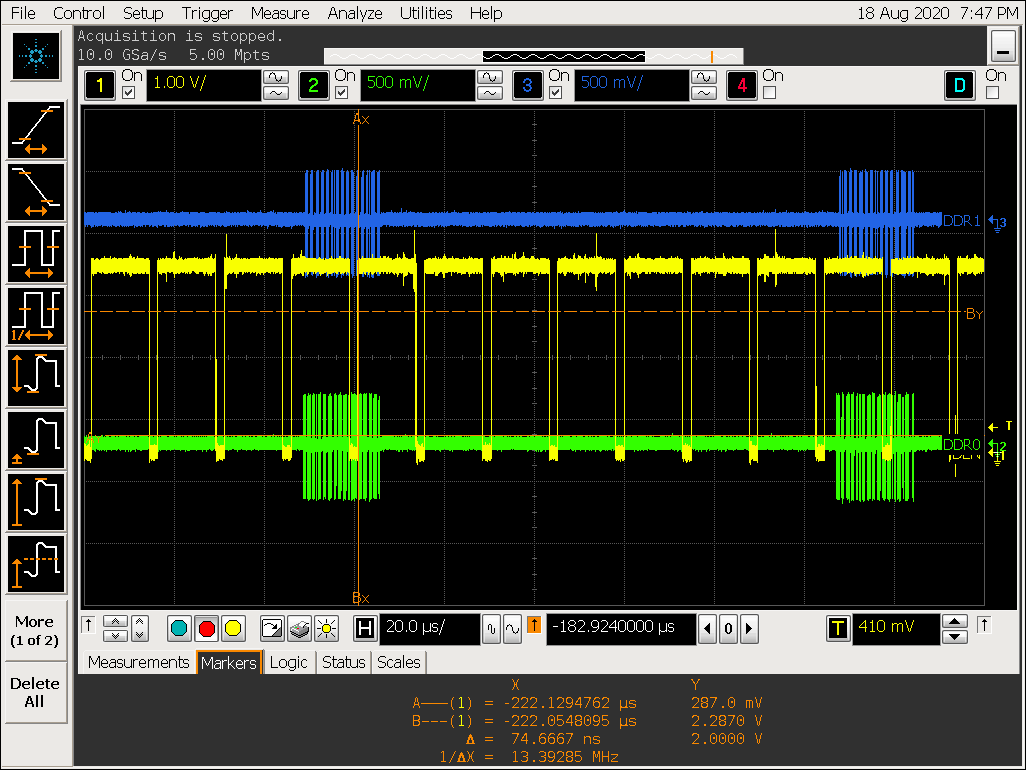 File Control Setup Trigger Measure Analyze Utilities Help 18 Aug 2020 7:47 PM
Acquisition is stopped.
10.0 GSa/s 5.00 Mpts
1 On 1.00 V/ 2 On 500 mV/ 3 On 500 mV/ 4 On D On
Ax
DDR1 3
By
T
DDR0 2
1
Bx
1/
More
(1 of 2)
Delete
All
H 20.0 µs/ -182.9240000 µs 0 T 410 mV
Measurements Markers Logic Status Scales
X Y
A———(1) = -222.1294762 µs 287.0 mV
B---(1) = -222.0548095 µs 2.2870 V
Δ = 74.6667 ns 2.0000 V
1/ΔX = 13.39285 MHz